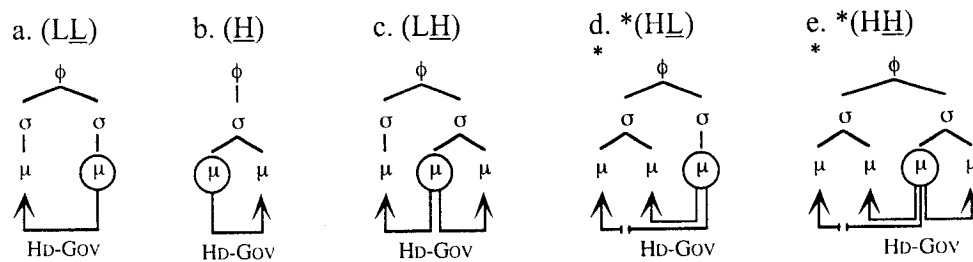 a. (LL) b. (H) c. (LH) d. *(HL) e. *(HH)
* *
ϕ ϕ ϕ ϕ ϕ
σ σ σ σ σ σ σ σ σ
μ μ μ μ μ μ μ μ μ μ μ μ μ μ
HD-GOV HD-GOV HD-GOV HD-GOV HD-GOV